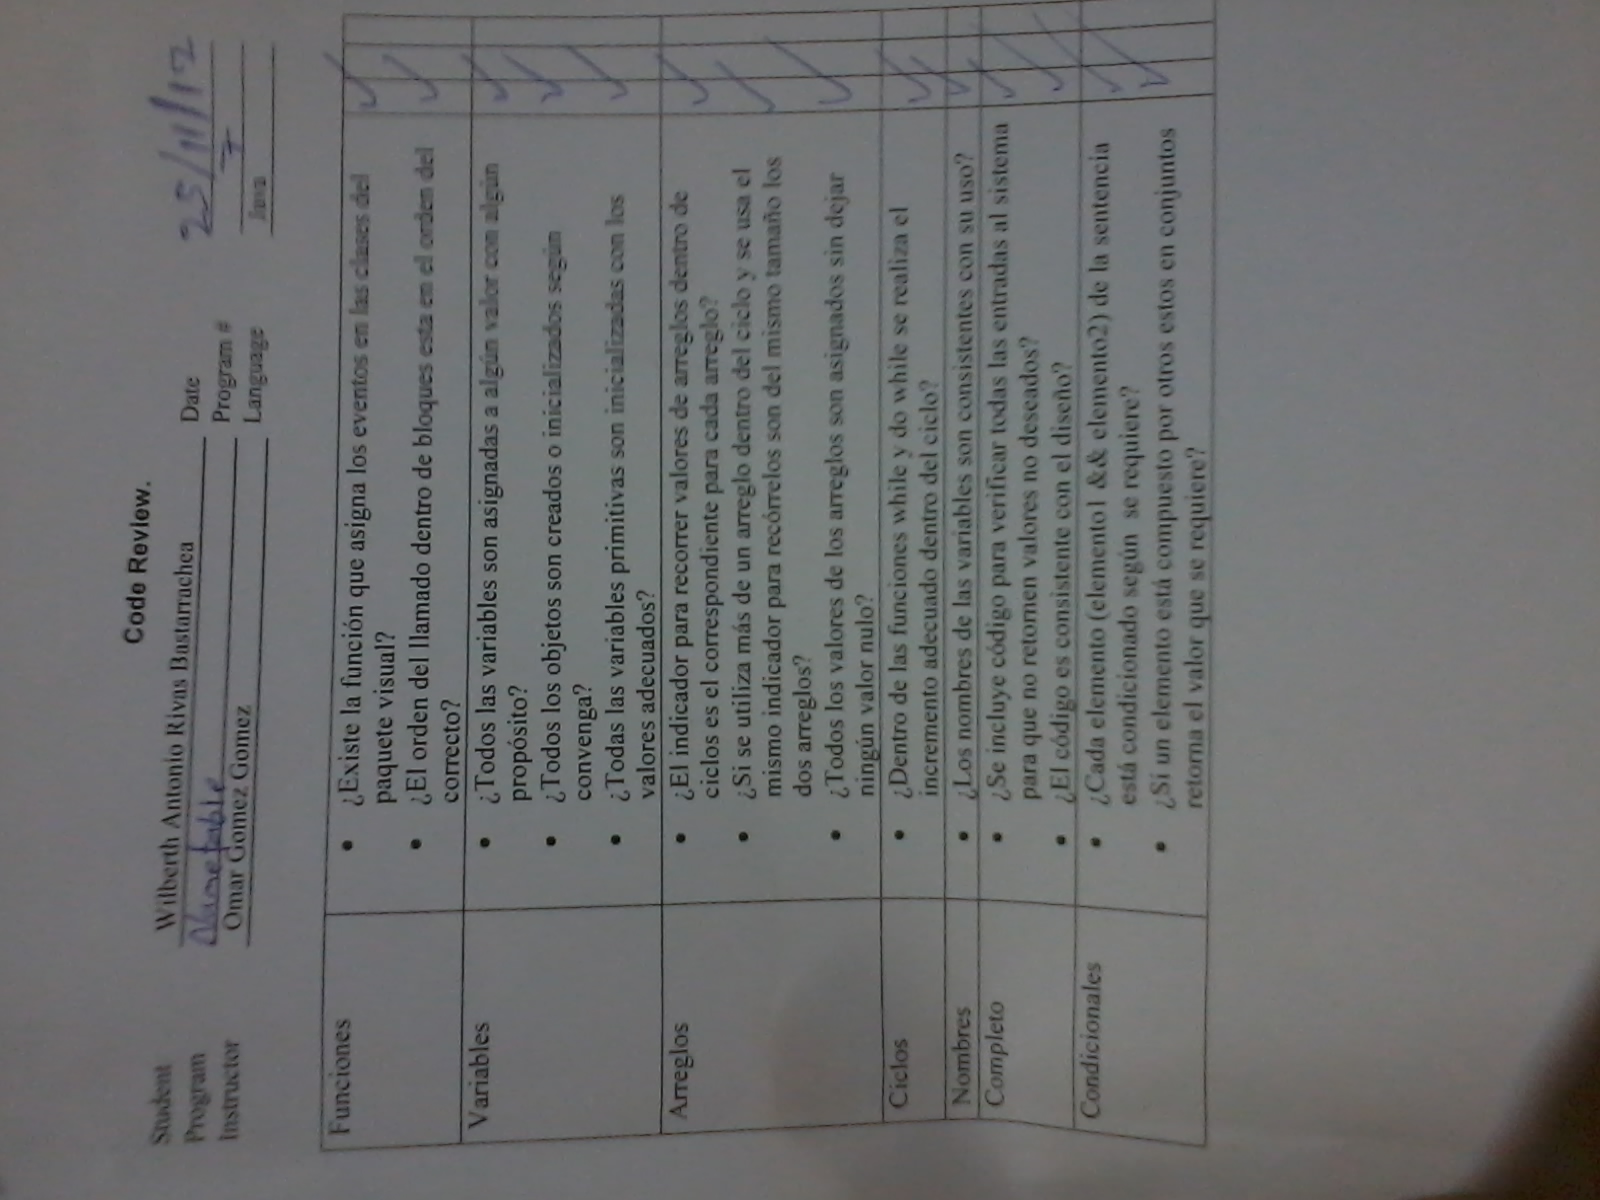 Code Review.
Student Wilberth Antonio Rivas Bastarrachea Date 25/11/12
Program Nametable Program # 7
Instructor Omar Gomez Gomez Language Java
Funciones • ¿Existe la función que asigna los eventos en las clases del
paquete visual? ✓
• ¿El orden del llamado dentro de bloques esta en el orden del
correcto? ✓
Variables • ¿Todos las variables son asignadas a algún valor con algún
propósito? ✓
• ¿Todos los objetos son creados o inicializados según
convenga? ✓
• ¿Todas las variables primitivas son inicializadas con los
valores adecuados? ✓
Arreglos • ¿El indicador para recorrer valores de arreglos dentro de
ciclos es el correspondiente para cada arreglo? ✓
• ¿Si se utiliza más de un arreglo dentro del ciclo y se usa el
mismo indicador para recórrelos son del mismo tamaño los
dos arreglos? ✓
• ¿Todos los valores de los arreglos son asignados sin dejar
ningún valor nulo? ✓
Ciclos • ¿Dentro de las funciones while y do while se realiza el
incremento adecuado dentro del ciclo? ✓
Nombres • ¿Los nombres de las variables son consistentes con su uso? ✓
Completo • ¿Se incluye código para verificar todas las entradas al sistema
para que no retornen valores no deseados? ✓
• ¿El código es consistente con el diseño? ✓
Condicionales • ¿Cada elemento (elemento1 && elemento2) de la sentencia
está condicionado según se requiere? ✓
• ¿Si un elemento está compuesto por otros estos en conjuntos
retorna el valor que se requiere? ✓